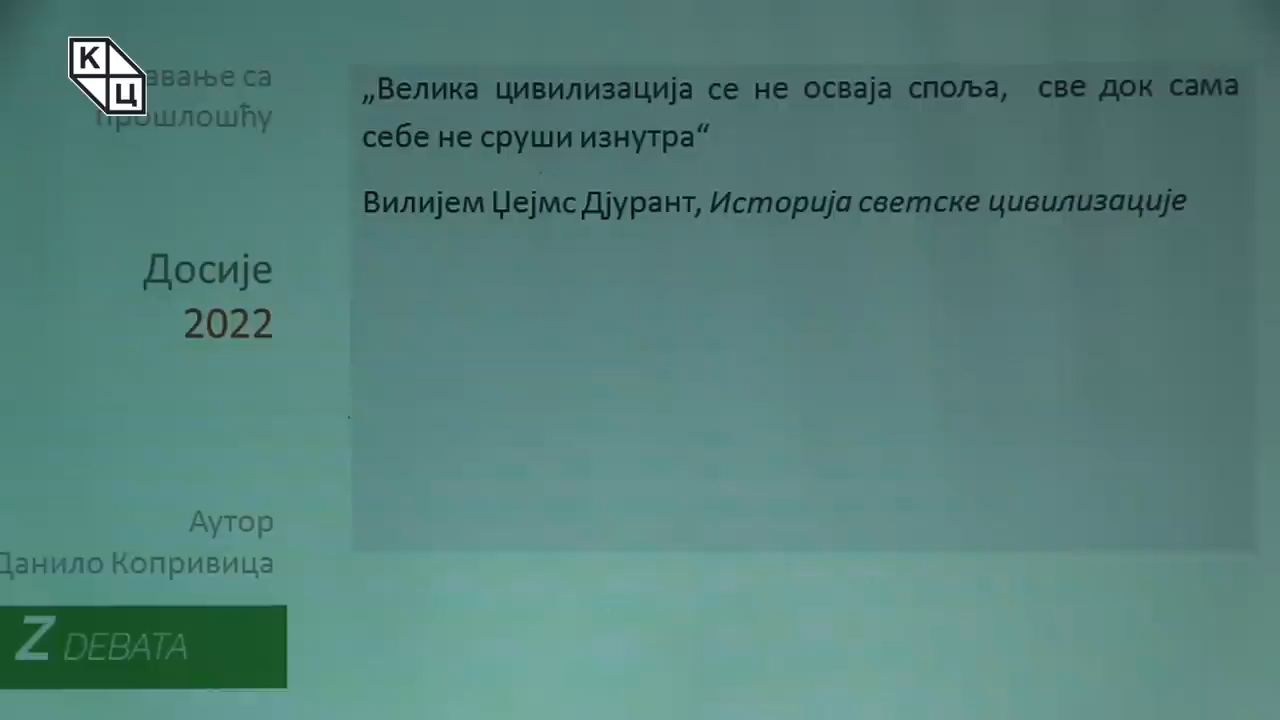 К
Ц
са
прошлошћу
Досије
2022
Аутор
Данило Копривица
Z DEBATA
„Велика цивилизација се не осваја споља, све док сама
себе не сруши изнутра“
Вилијем Џејмс Дјурант, Историја светске цивилизације